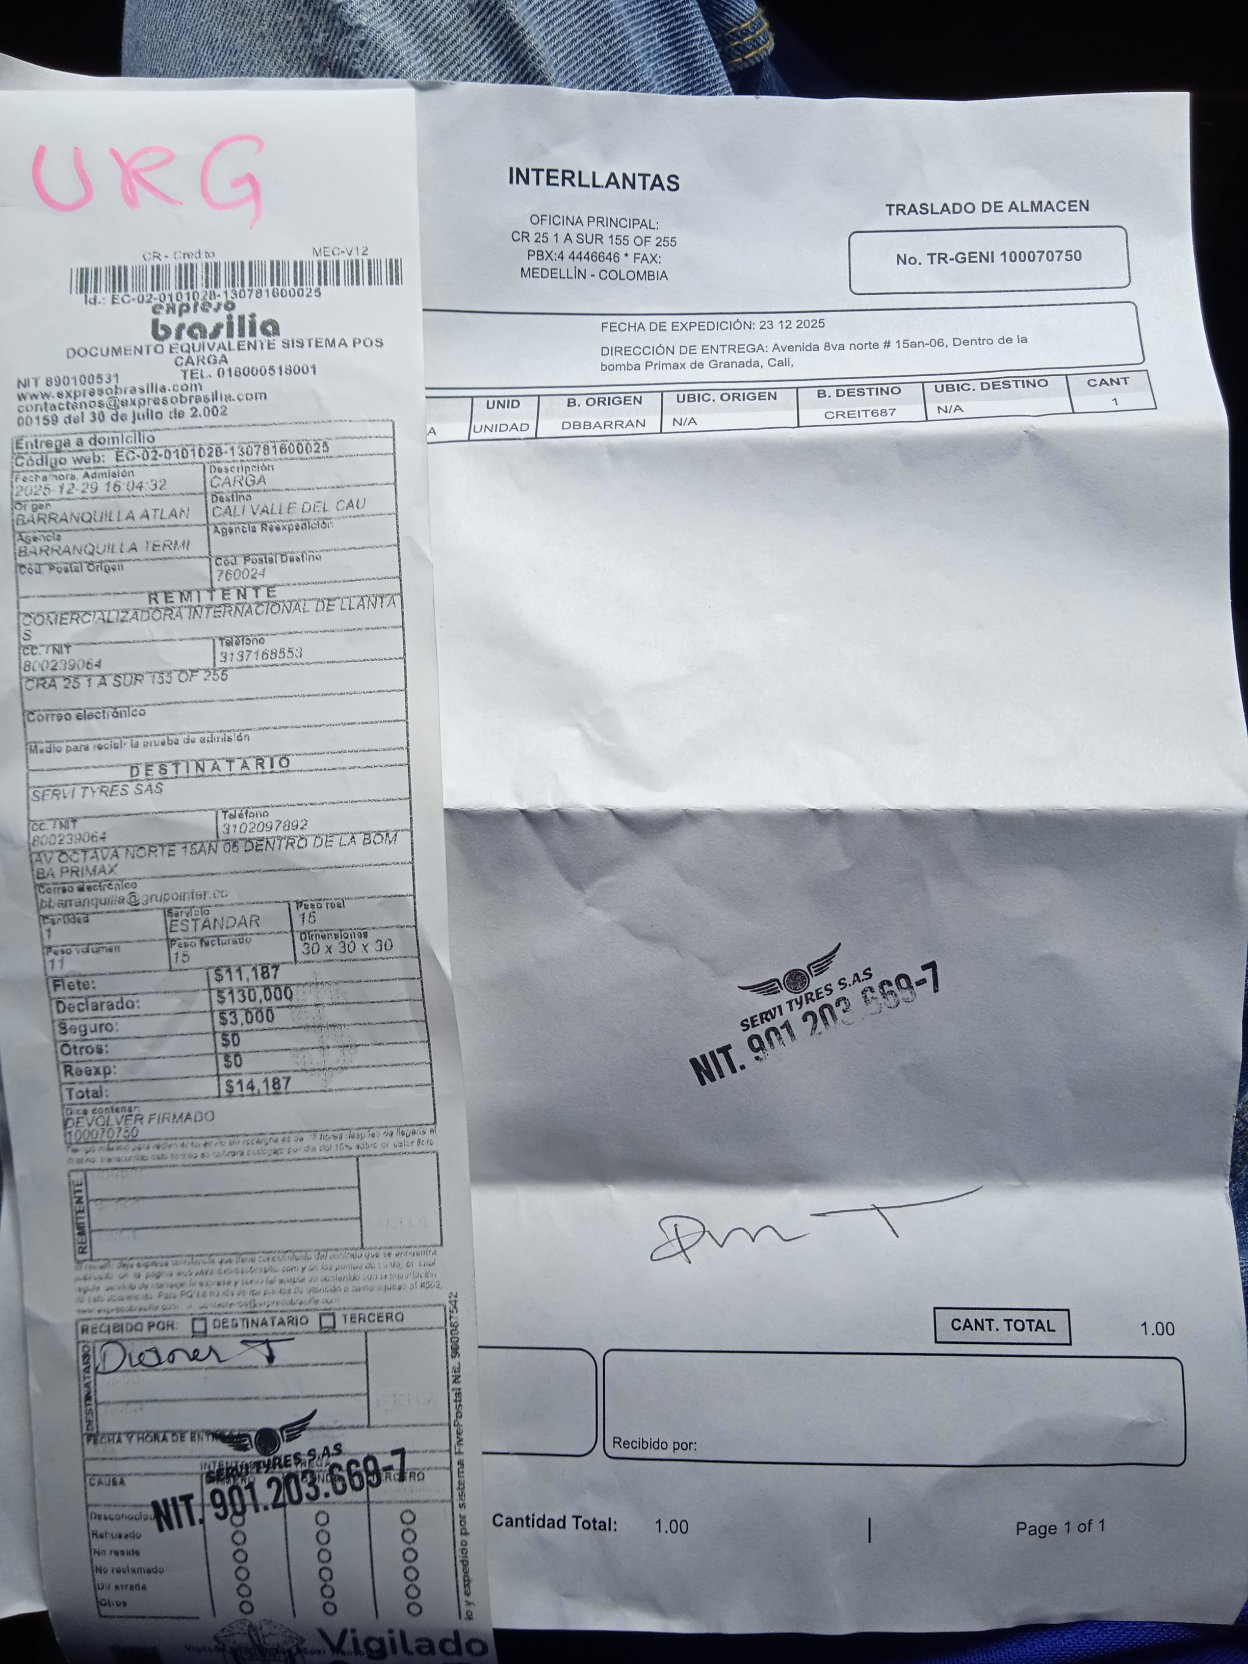 URG
CR - Credito MEC-V12
Id.: EC-02-0101028-130781600025
expreso
brasilia
DOCUMENTO EQUIVALENTE SISTEMA POS
CARGA
NIT 890100531 TEL. 018000518001
www.expresobrasilia.com
contactenos@expresobrasilia.com
00159 del 30 de julio de 2.002
Entrega a domicilio
Código web: EC-02-0101028-130781600025
Fecha hora Admisión Descripción
2025-12-29 16:04:32 CARGA
Origen Destino
BARRANQUILLA ATLAN CALI VALLE DEL CAU
Agencia Agencia Reexpedición
BARRANQUILLA TERMI
Cód. Postal Origen Cód. Postal Destino
760024
REMITENTE
COMERCIALIZADORA INTERNACIONAL DE LLANTA
S
CC. / NIT Teléfono
800239064 3137168553
CRA 25 1 A SUR 155 OF 255
Correo electrónico
Medio para recibir la prueba de admisión
DESTINATARIO
SERVI TYRES SAS
CC. / NIT Teléfono
800239064 3102097892
AV OCTAVA NORTE 15AN 06 DENTRO DE LA BOM
BA PRIMAX
Correo electrónico
bbarranquilla@grupointer.co
Cantidad Servicio Peso real
1 ESTANDAR 15
Peso volumen Peso facturado Dimensiones
11 15 30 x 30 x 30
Flete: $11,187
Declarado: $130,000
Seguro: $3,000
Otros: $0
Reexp: $0
Total: $14,187
Dice contener:
DEVOLVER FIRMADO
100070750
REMITENTE
RECIBIDO POR: DESTINATARIO TERCERO
DESTINATARIO
FECHA Y HORA DE
SERVI TYRES S.A.S
NIT. 901.203.669-7
CAUSA
Desconocido
Rehusado
No reside
No reclamado
Dir errada
Otros
Vigilado
INTERLLANTAS
OFICINA PRINCIPAL:
CR 25 1 A SUR 155 OF 255
PBX:4 4446646 * FAX:
MEDELLÍN - COLOMBIA
TRASLADO DE ALMACEN
No. TR-GENI 100070750
FECHA DE EXPEDICIÓN: 23 12 2025
DIRECCIÓN DE ENTREGA: Avenida 8va norte # 15an-06, Dentro de la
bomba Primax de Granada, Cali,
UNID B. ORIGEN UBIC. ORIGEN B. DESTINO UBIC. DESTINO CANT
A UNIDAD DBBARRAN N/A CREIT687 N/A 1
SERVI TYRES S.A.S
NIT. 901.203.669-7
CANT. TOTAL 1.00
Recibido por:
Cantidad Total: 1.00 Page 1 of 1